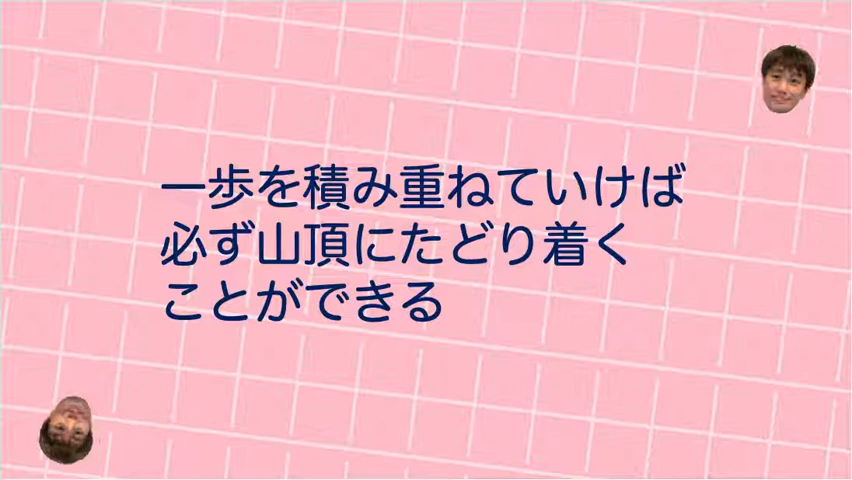 一歩を積み重ねていけば
必ず山頂にたどり着く
ことができる